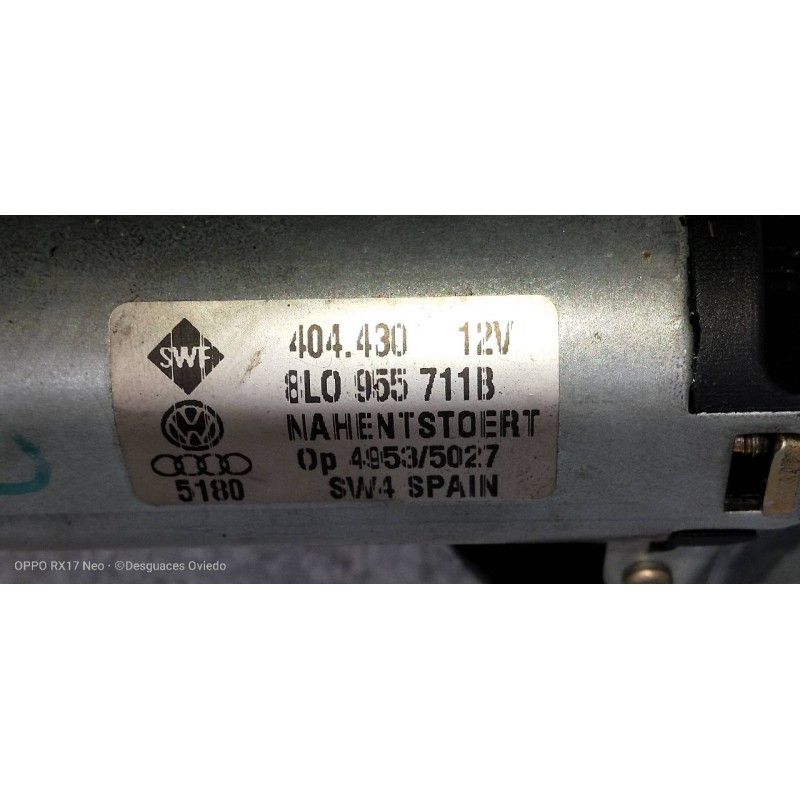 SWF
404.430 12V
8L0 955 711B
NAHENTSTOERT
Op 4953/5027
5180 SW4 SPAIN
OPPO RX17 Neo · ©Desguaces Oviedo